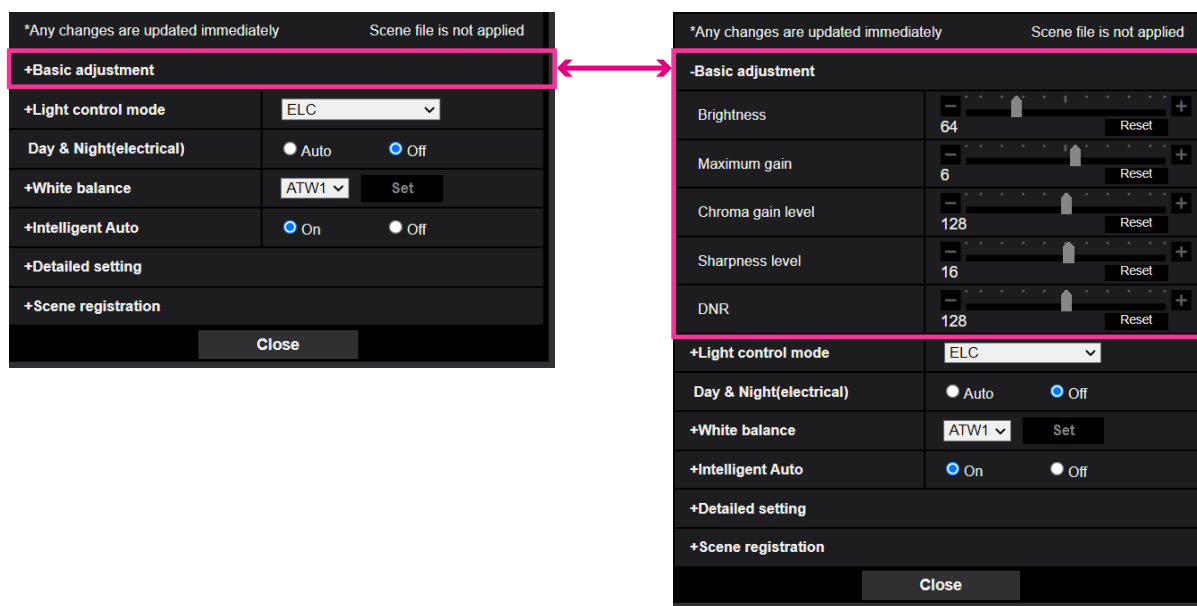 *Any changes are updated immediately Scene file is not applied
+Basic adjustment
+Light control mode ELC
Day & Night(electrical) Auto Off
+White balance ATW1 Set
+Intelligent Auto On Off
+Detailed setting
+Scene registration
Close
*Any changes are updated immediately Scene file is not applied
-Basic adjustment
Brightness 64 Reset
Maximum gain 6 Reset
Chroma gain level 128 Reset
Sharpness level 16 Reset
DNR 128 Reset
+Light control mode ELC
Day & Night(electrical) Auto Off
+White balance ATW1 Set
+Intelligent Auto On Off
+Detailed setting
+Scene registration
Close